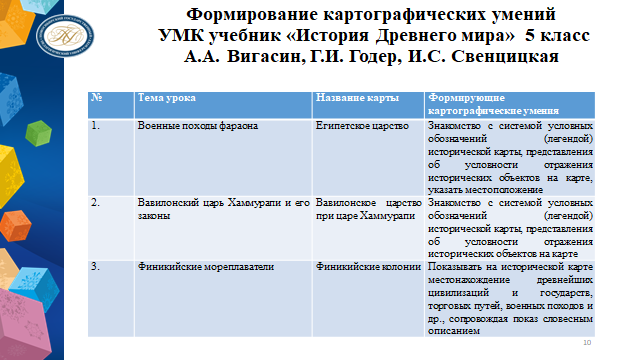 Формирование картографических умений
УМК учебник «История Древнего мира» 5 класс
А.А. Вигасин, Г.И. Годер, И.С. Свенцицкая
№
Тема урока
Название карты
Формирующие
картографические умения
1.
Военные походы фараона
Египетское царство
Знакомство с системой условных
обозначений (легендой)
исторической карты, представления
об условности отражения
исторических объектов на карте,
указать местоположение
2.
Вавилонский царь Хаммурапи и его
законы
Вавилонское царство
при царе Хаммурапи
Знакомство с системой условных
обозначений (легендой)
исторической карты, представления
об условности отражения
исторических объектов на карте
3.
Финикийские мореплаватели
Финикийские колонии
Показывать на исторической карте
местонахождение древнейших
цивилизаций и государств,
торговых путей, военных походов и
др., сопровождая показ словесным
описанием
10